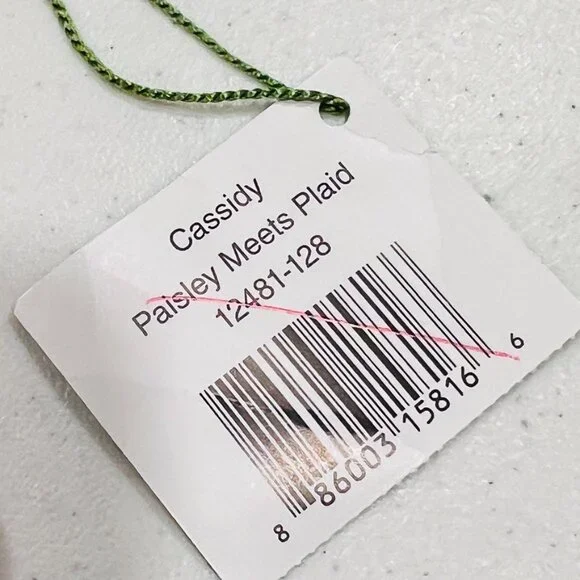 Cassidy
Paisley Meets Plaid
12481-128
8 86003 15816 6